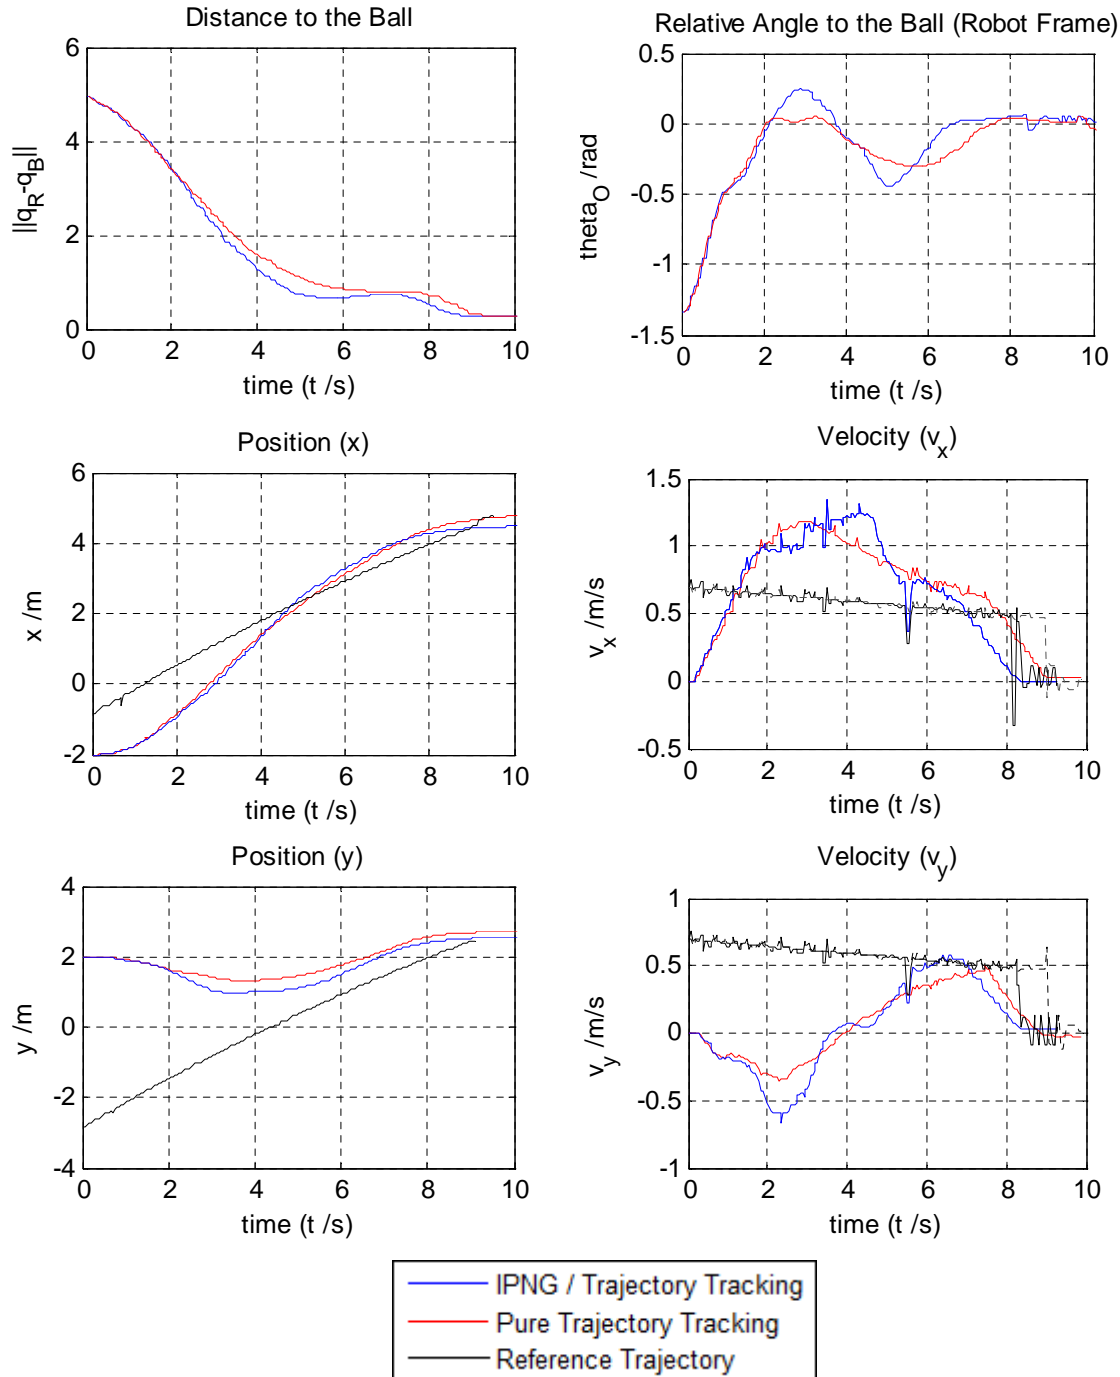 Distance to the Ball
6
4
2
0
||q_R-q_B||
0 2 4 6 8 10
time (t /s)
Relative Angle to the Ball (Robot Frame)
0.5
0
-0.5
-1
-1.5
theta_O /rad
0 2 4 6 8 10
time (t /s)
Position (x)
6
4
2
0
-2
x /m
0 2 4 6 8 10
time (t /s)
Velocity (v_x)
1.5
1
0.5
0
-0.5
v_x /m/s
0 2 4 6 8 10
time (t /s)
Position (y)
4
2
0
-2
-4
y /m
0 2 4 6 8 10
time (t /s)
Velocity (v_y)
1
0.5
0
-0.5
-1
v_y /m/s
0 2 4 6 8 10
time (t /s)
IPNG / Trajectory Tracking
Pure Trajectory Tracking
Reference Trajectory